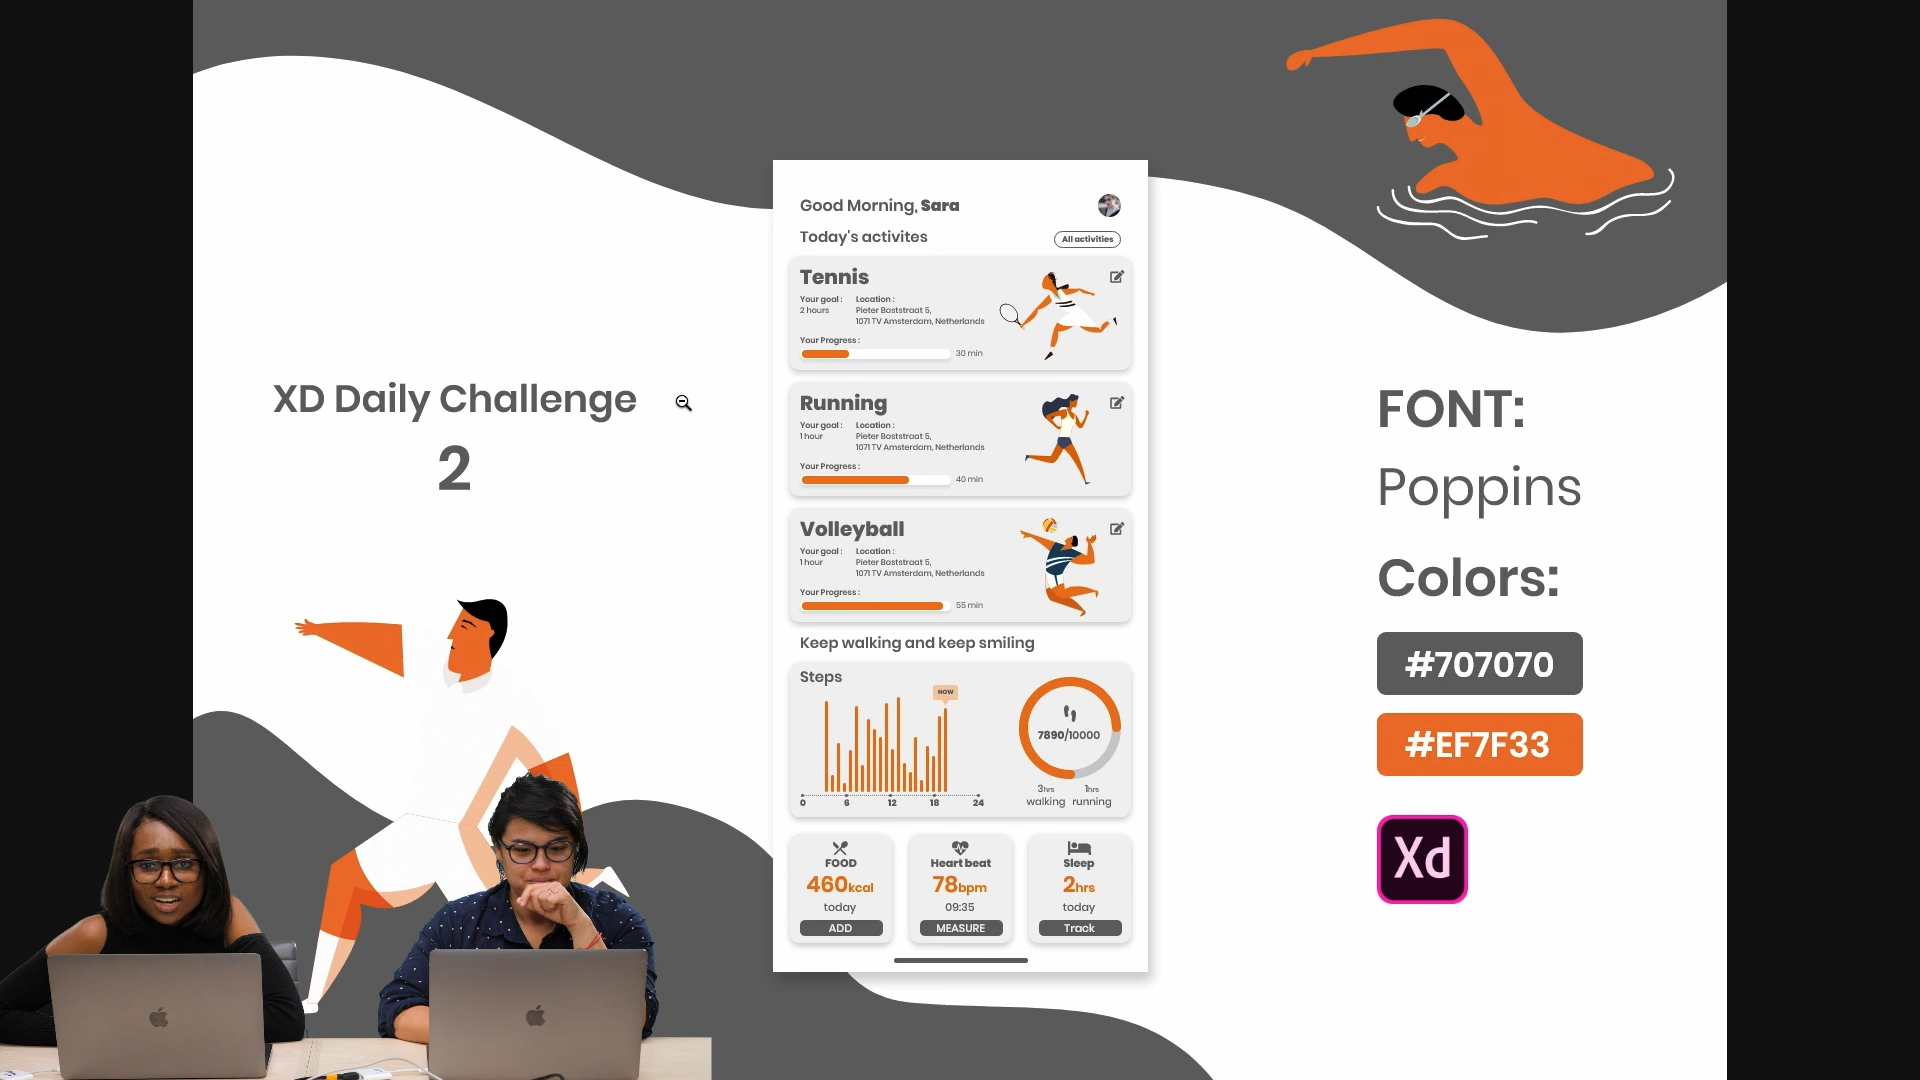 XD Daily Challenge
2
Good Morning, Sara
Today's activites
All activities
Tennis
Your goal :
2 hours
Location :
Pieter Baststraat 5,
1071 TV Amsterdam, Netherlands
Your Progress :
30 min
Running
Your goal :
1 hour
Location :
Pieter Baststraat 5,
1071 TV Amsterdam, Netherlands
Your Progress :
40 min
Volleyball
Your goal :
1 hour
Location :
Pieter Baststraat 5,
1071 TV Amsterdam, Netherlands
Your Progress :
55 min
Keep walking and keep smiling
Steps
NOW
0 6 12 18 24
7890/10000
3hrs
walking
1hrs
running
FOOD
460kcal
today
ADD
Heart beat
78bpm
09:35
MEASURE
Sleep
2hrs
today
Track
FONT:
Poppins
Colors:
#707070
#EF7F33
Xd